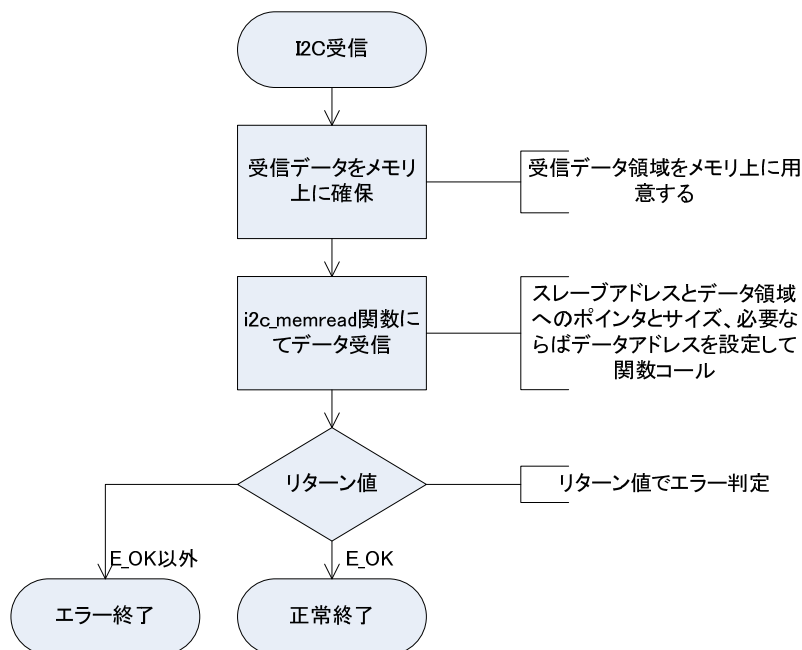 I2C受信
受信データをメモリ
上に確保
受信データ領域をメモリ上に用
意する
i2c_memread関数に
てデータ受信
スレーブアドレスとデータ領域
へのポインタとサイズ、必要な
らばデータアドレスを設定して
関数コール
リターン値
リターン値でエラー判定
E_OK以外
E_OK
エラー終了
正常終了